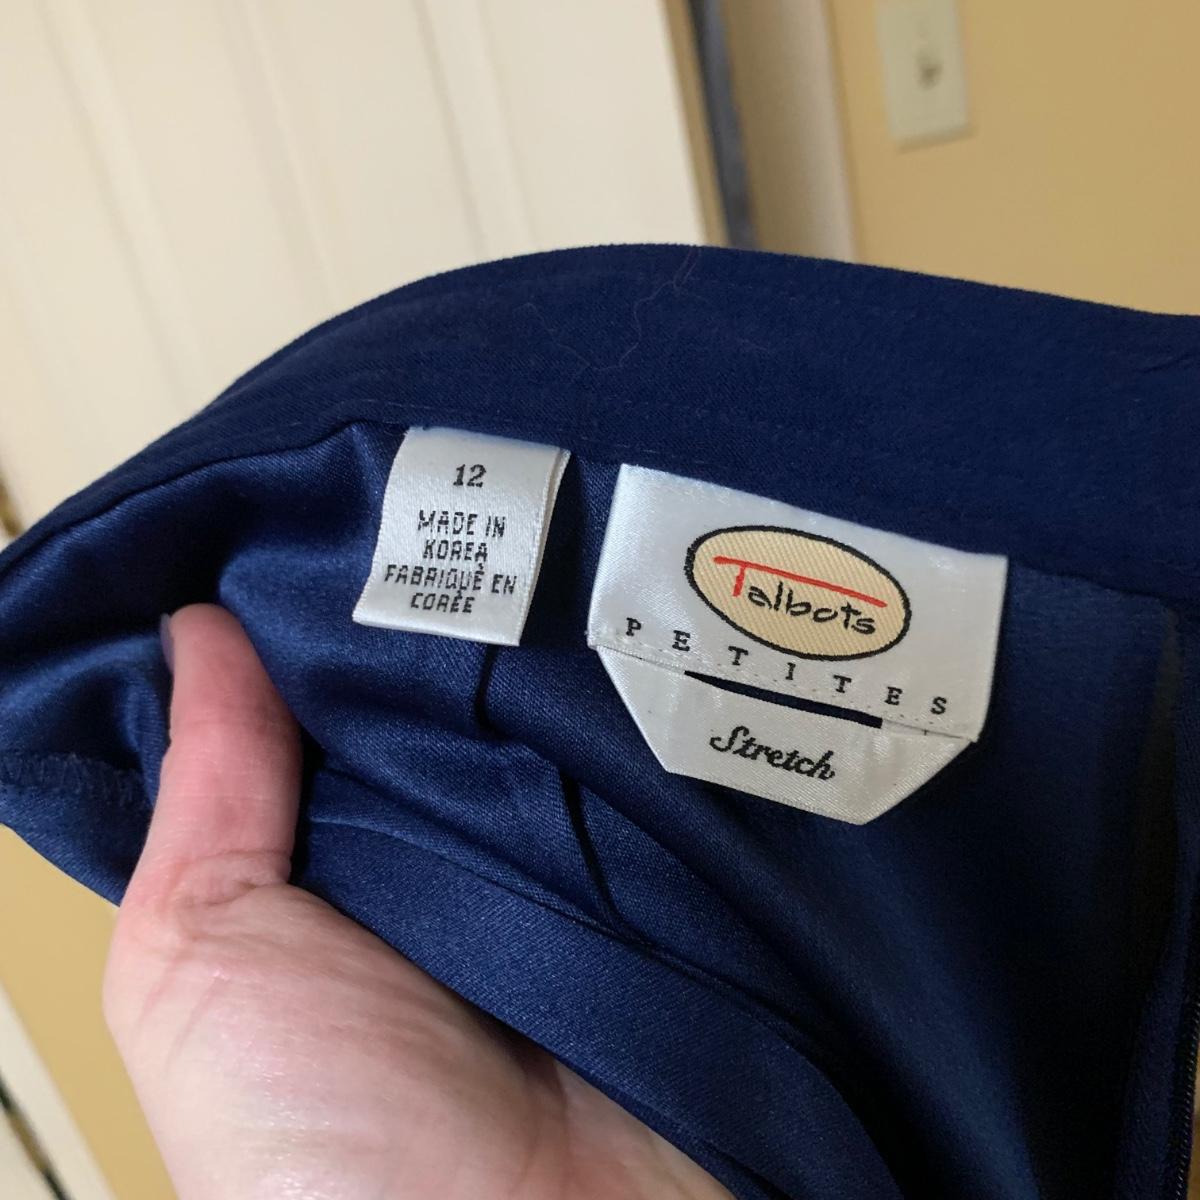 12
MADE IN
KOREA
FABRIQUÉ EN
CORÉE
Talbots
PETITES
Stretch